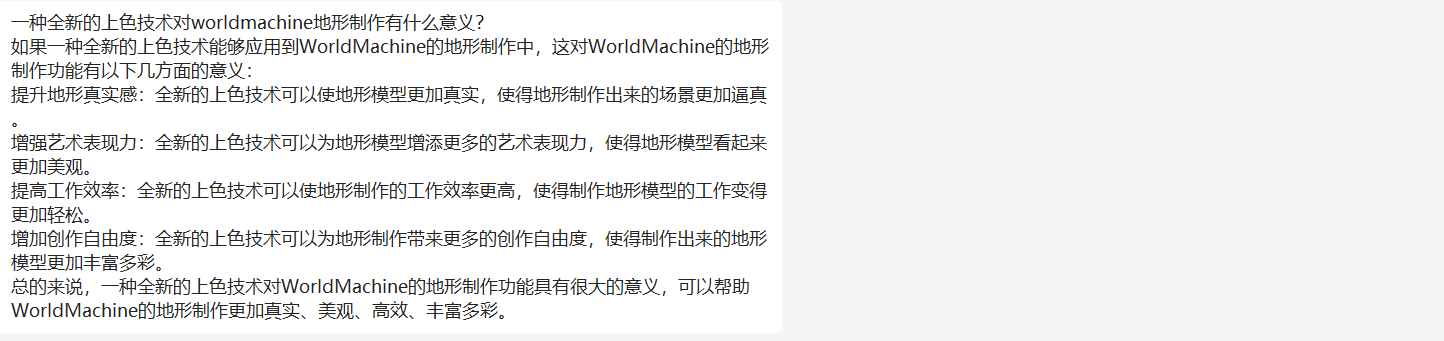 一种全新的上色技术对worldmachine地形制作有什么意义？
如果一种全新的上色技术能够应用到WorldMachine的地形制作中，这对WorldMachine的地形
制作功能有以下几方面的意义：
提升地形真实感：全新的上色技术可以使地形模型更加真实，使得地形制作出来的场景更加逼真
。
增强艺术表现力：全新的上色技术可以为地形模型增添更多的艺术表现力，使得地形模型看起来
更加美观。
提高工作效率：全新的上色技术可以使地形制作的工作效率更高，使得制作地形模型的工作变得
更加轻松。
增加创作自由度：全新的上色技术可以为地形制作带来更多的创作自由度，使得制作出来的地形
模型更加丰富多彩。
总的来说，一种全新的上色技术对WorldMachine的地形制作功能具有很大的意义，可以帮助
WorldMachine的地形制作更加真实、美观、高效、丰富多彩。